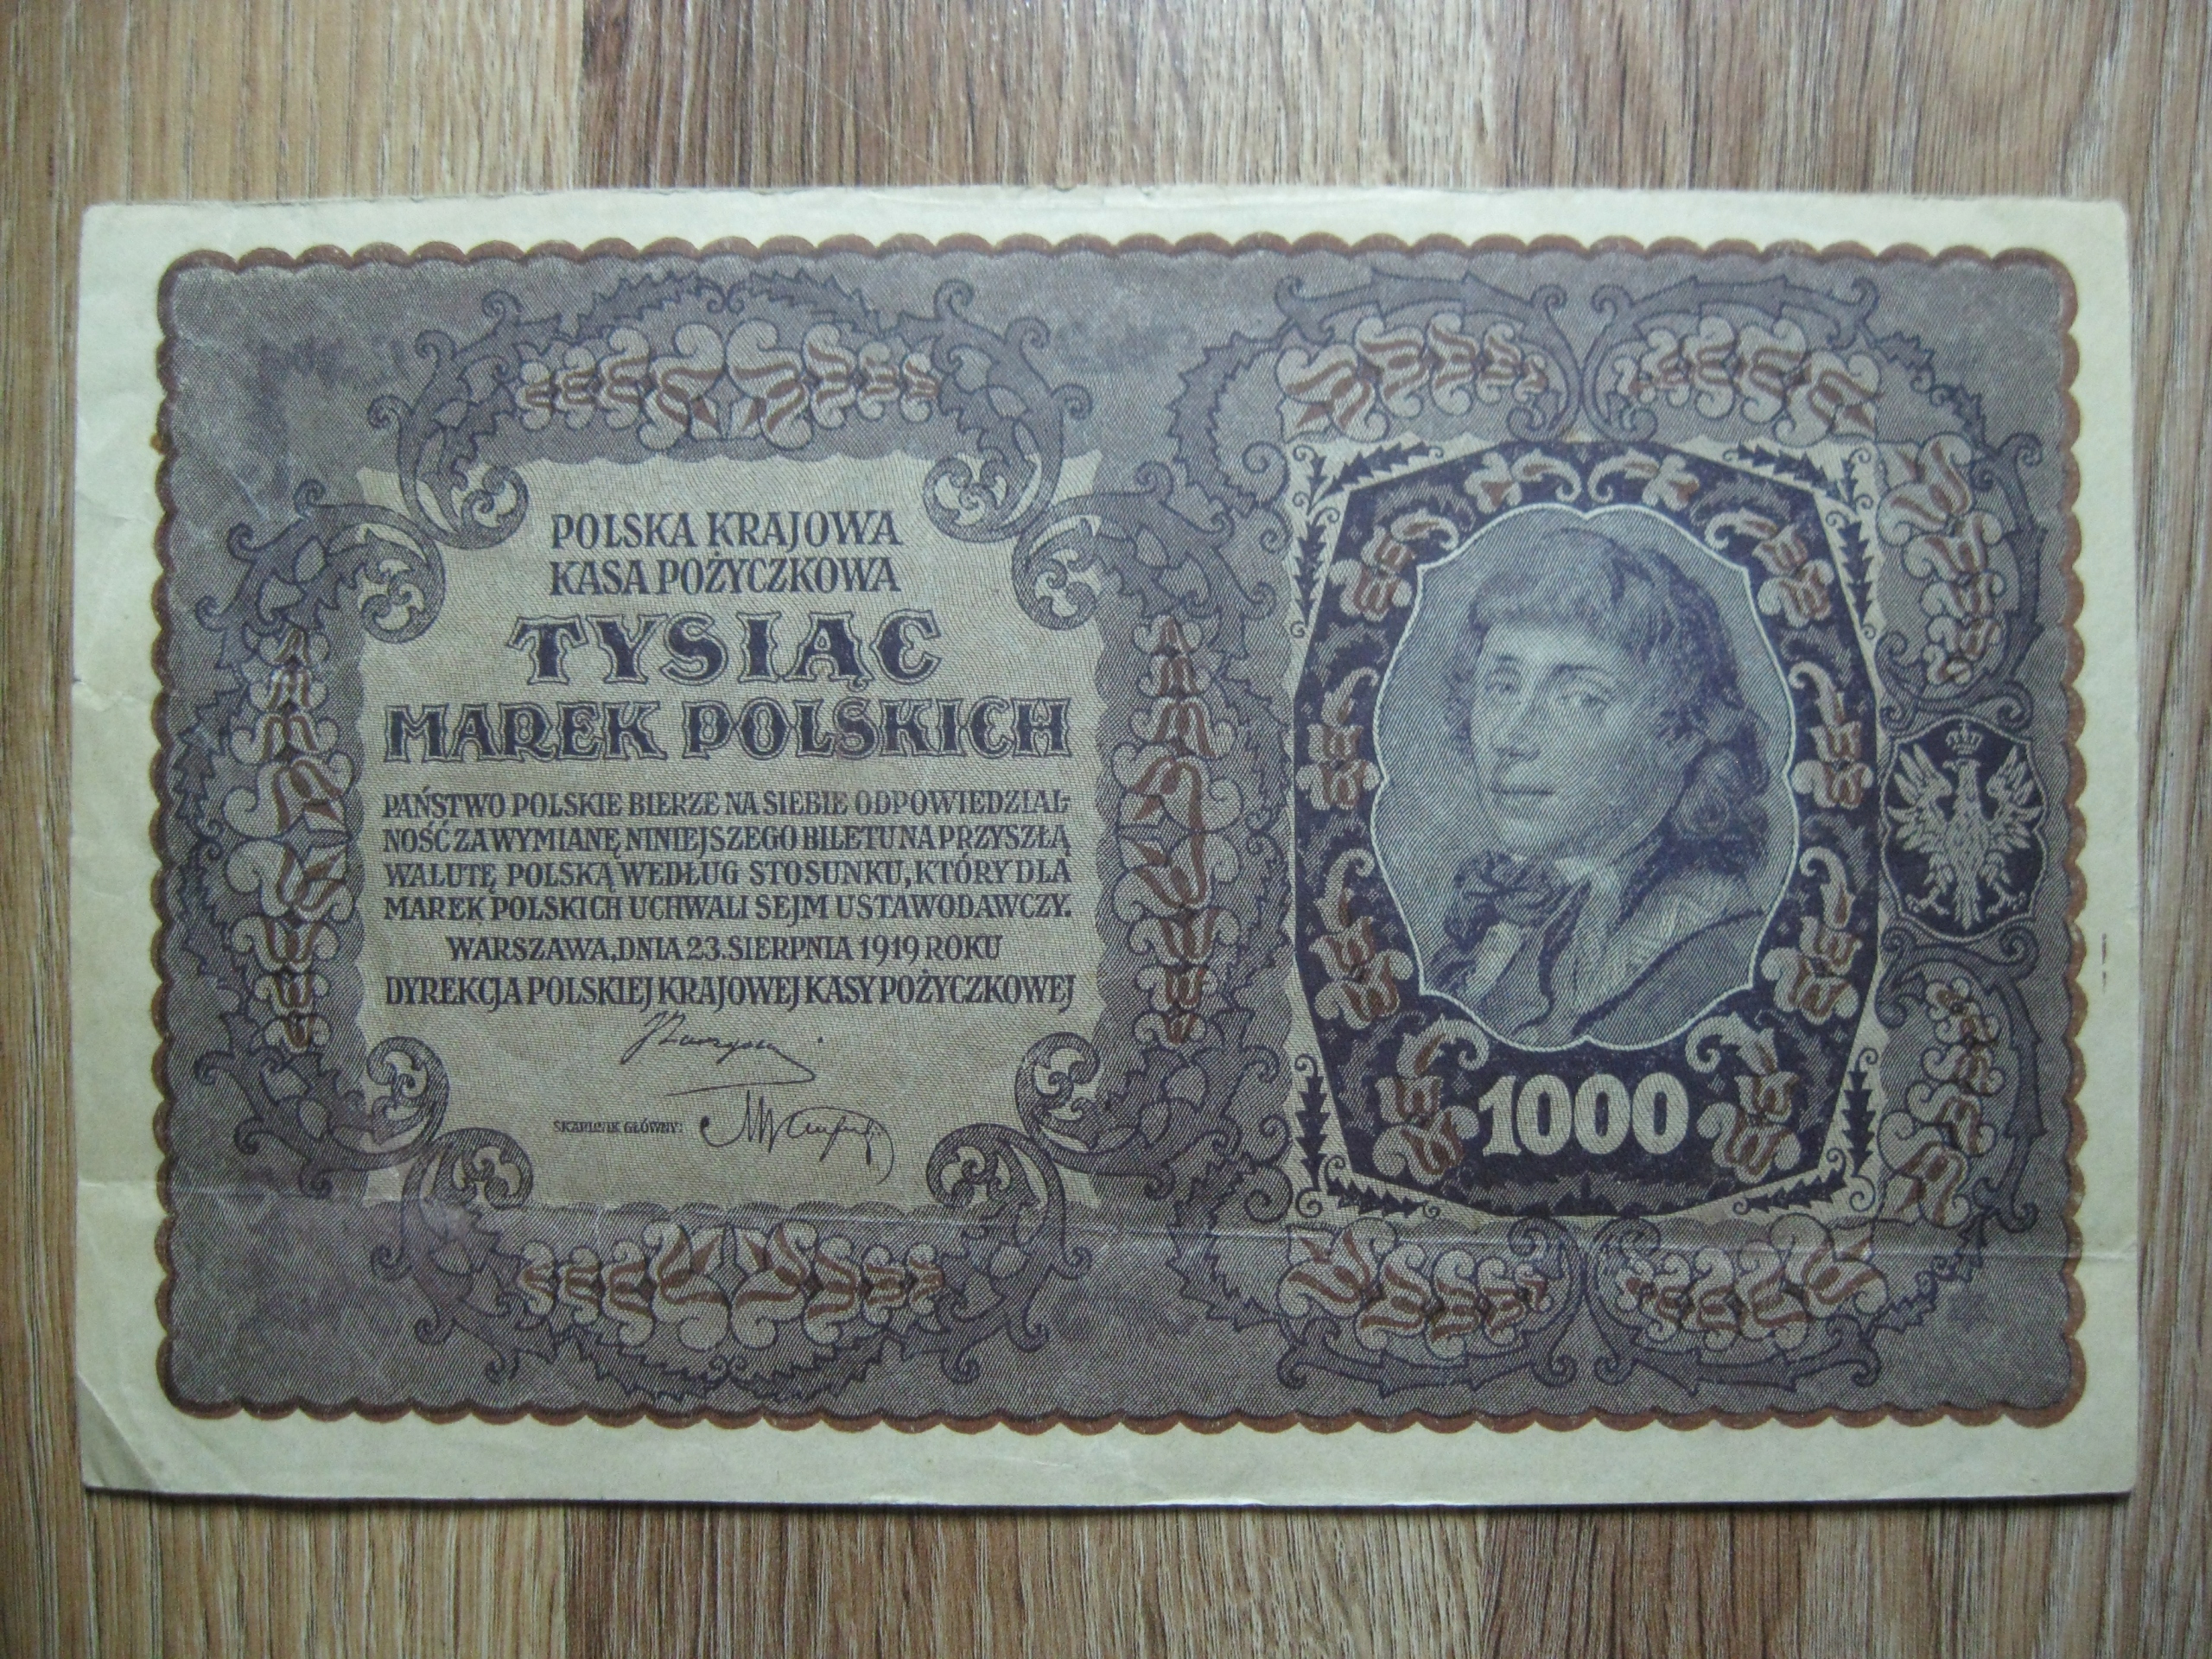 POLSKA KRAJOWA
KASA POŻYCZKOWA
TYSIĄC
MAREK POLSKICH
PAŃSTWO POLSKIE BIERZE NA SIEBIE ODPOWIEDZIAL-
NOŚĆ ZA WYMIANĘ NINIEJSZEGO BILETU NA PRZYSZŁĄ
WALUTĘ POLSKĄ WEDŁUG STOSUNKU, KTÓRY DLA
MAREK POLSKICH UCHWALI SEJM USTAWODAWCZY.
WARSZAWA, DNIA 23. SIERPNIA 1919 ROKU
DYREKCJA POLSKIEJ KRAJOWEJ KASY POŻYCZKOWEJ
SKARBNIK GŁÓWNY:
1000